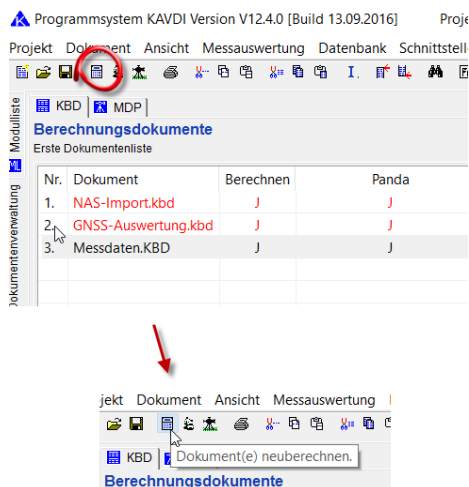 Programmsystem KAVDI Version V12.4.0 [Build 13.09.2016] Proje
Projekt Dokument Ansicht Messauswertung Datenbank Schnittstell
KBD MDP
Berechnungsdokumente
Erste Dokumentenliste
Modulliste
ML
Dokumentenverwaltung
Nr. Dokument Berechnen Panda
1. NAS-Import.kbd J J
2. GNSS-Auswertung.kbd J J
3. Messdaten.KBD J J
jekt Dokument Ansicht Messauswertung
KBD
Dokument(e) neuberechnen.
Berechnungsdokumente